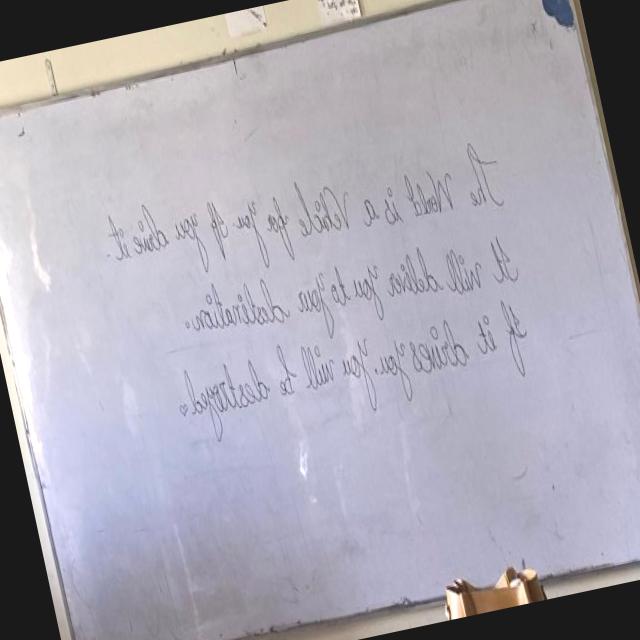 The World is a Vehile for you if you drive it.
It will deliver you to your destination.
If it drives you, you will be destroyed.